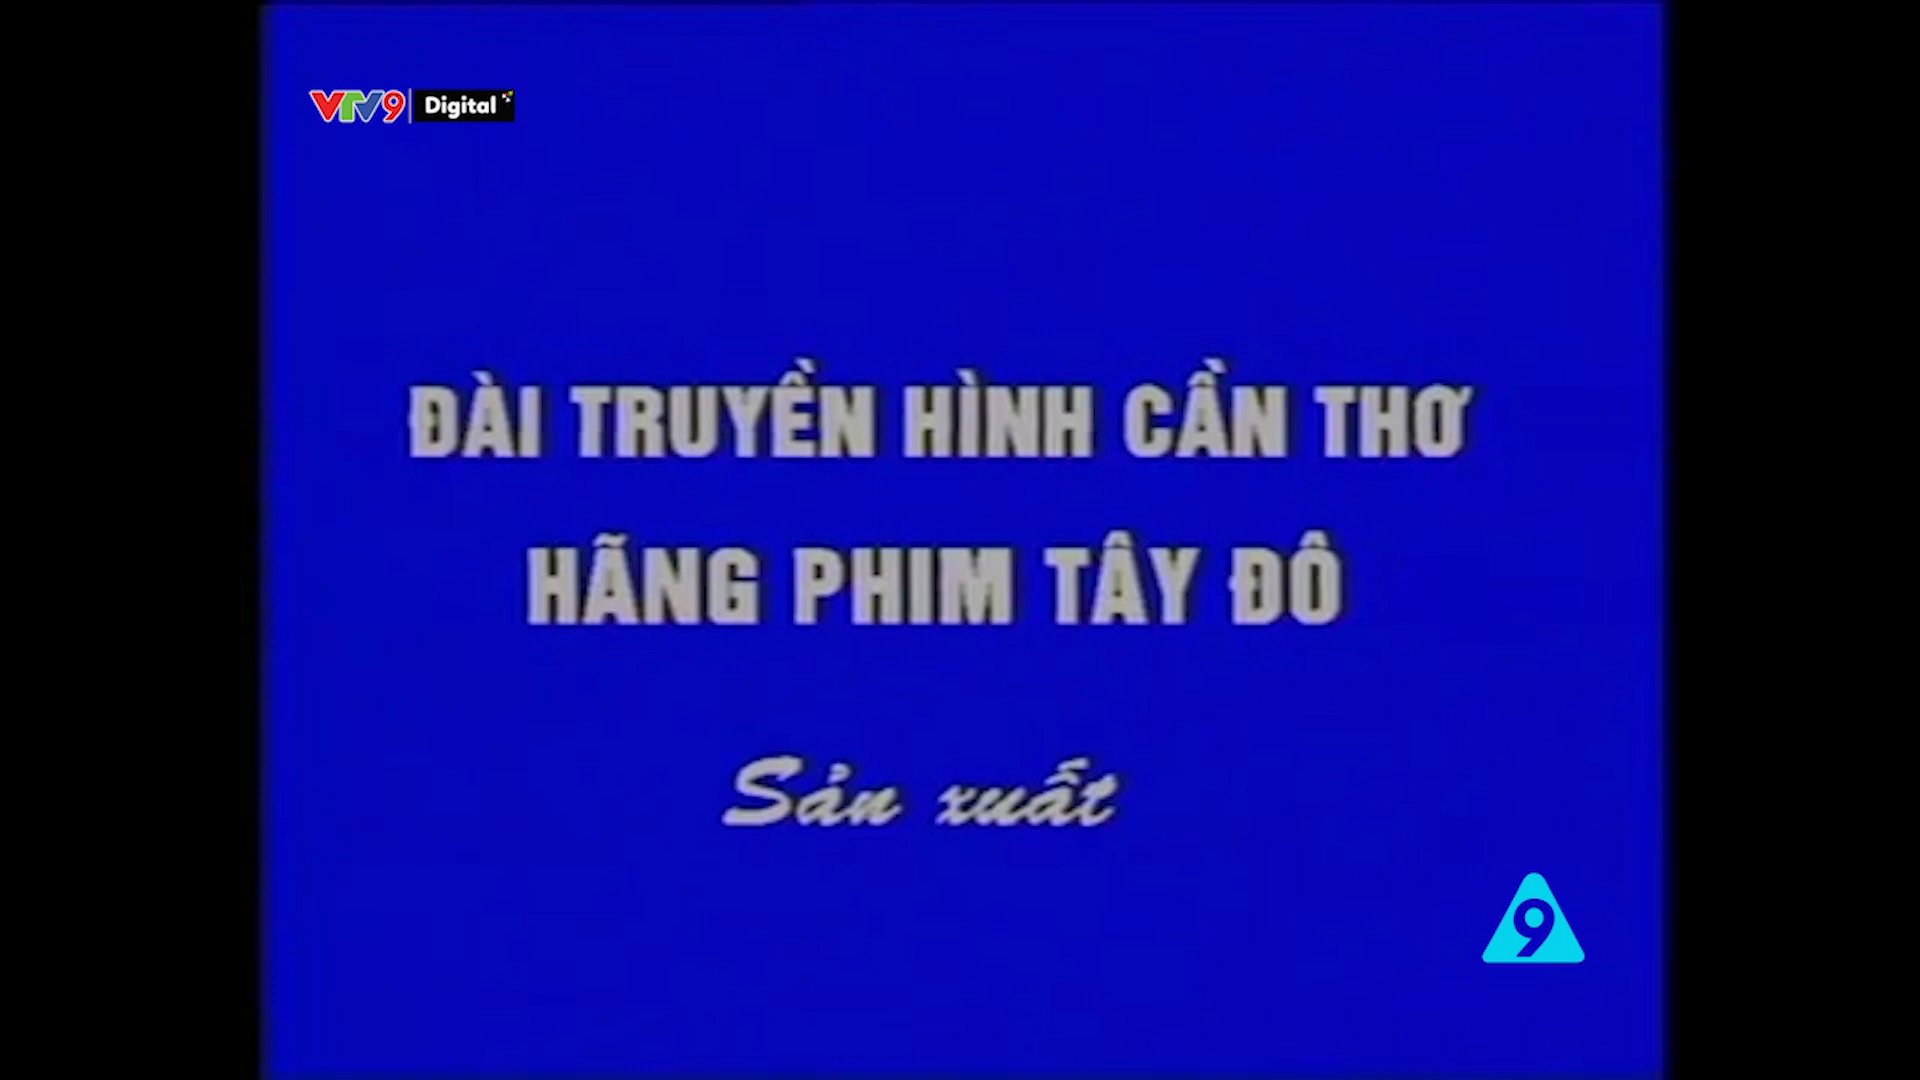 VTV9 Digital
ĐÀI TRUYỀN HÌNH CẦN THƠ
HÃNG PHIM TÂY ĐÔ
Sản xuất
9